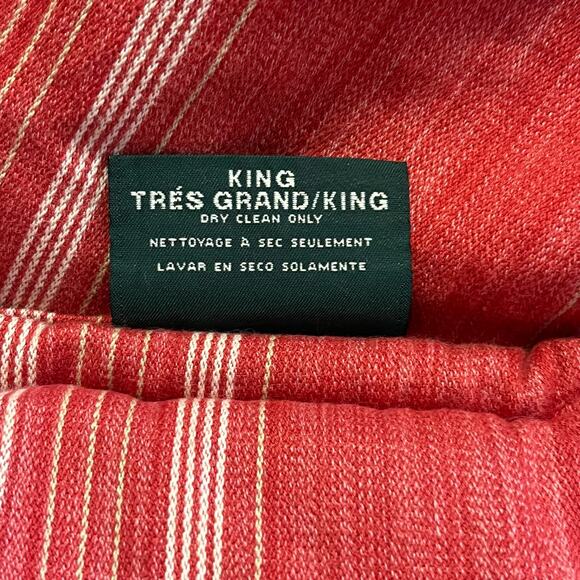 KING
TRÉS GRAND/KING
DRY CLEAN ONLY
NETTOYAGE À SEC SEULEMENT
LAVAR EN SECO SOLAMENTE